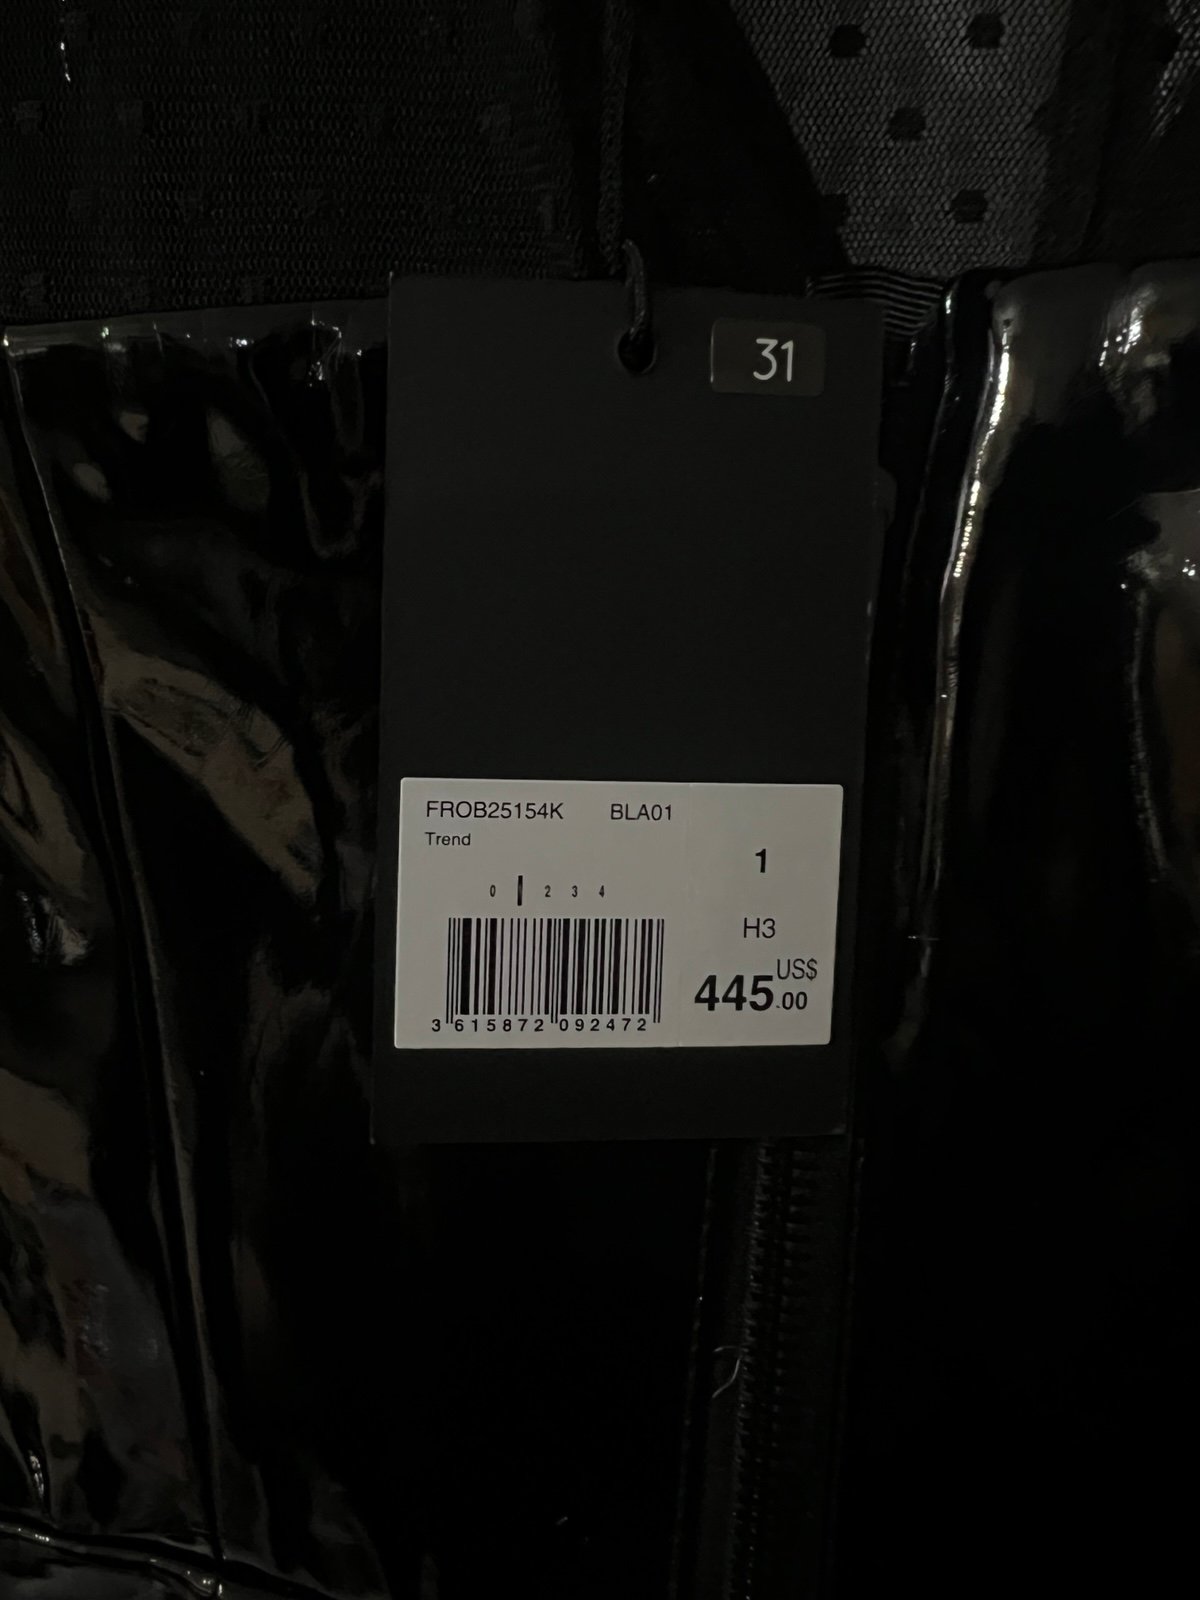 31
FROB25154K BLA01
Trend
1
0 2 3 4
H3
US$
445.00
3 615872 092472